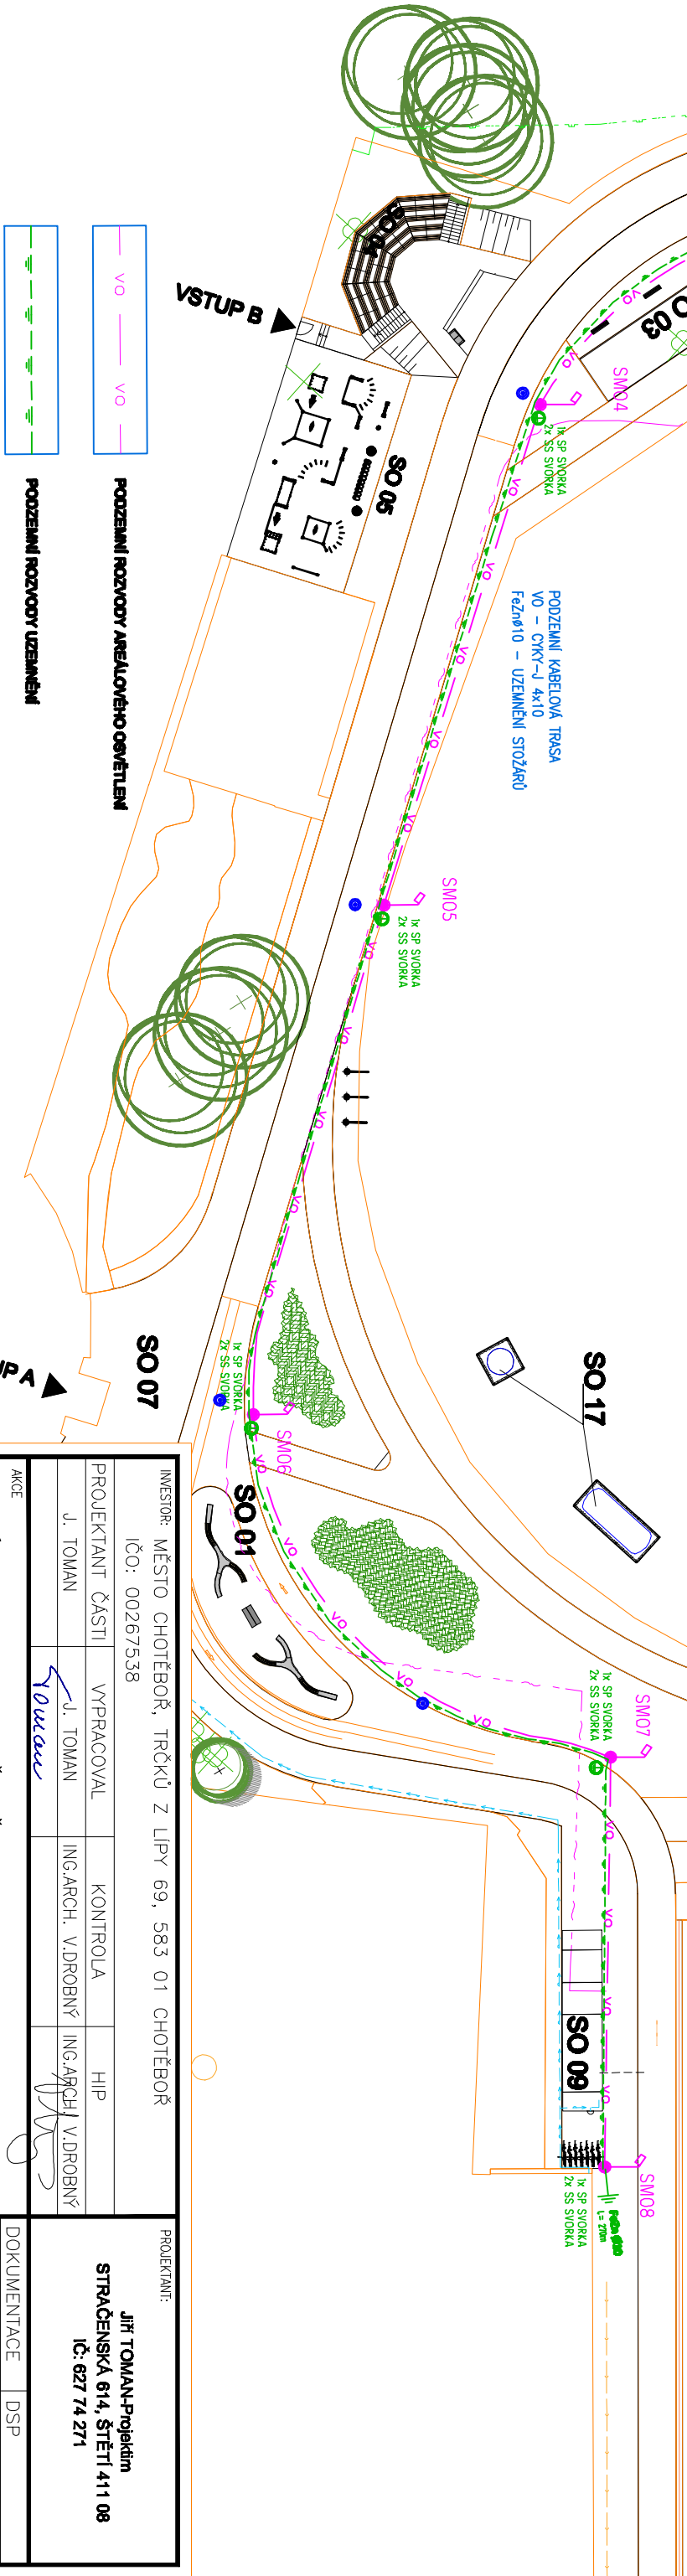 SO 03
SM04
1x SP SVORKA
2x SS SVORKA
VSTUP B
SO 05
PODZEMNÍ KABELOVÁ TRASA
VO - CYKY-J 4x10
FeZnø10 - UZEMNĚNÍ STOŽÁRŮ
VO VO
PODZEMNÍ ROZVODY AREÁLOVÉHO OSVĚTLENÍ
PODZEMNÍ ROZVODY UZEMNĚNÍ
SM05
1x SP SVORKA
2x SS SVORKA
SO 17
SO 07
SM06
1x SP SVORKA
2x SS SVORKA
SO 01
SM07
1x SP SVORKA
2x SS SVORKA
SO 09
SM08
1x SP SVORKA
2x SS SVORKA
L= 270m
INVESTOR: MĚSTO CHOTĚBOŘ, TRČKŮ Z LÍPY 69, 583 01 CHOTĚBOŘ
IČO: 00267538
PROJEKTANT ČÁSTI VYPRACOVAL KONTROLA HIP
J. TOMAN J. TOMAN ING.ARCH. V.DROBNÝ ING.ARCH. V.DROBNÝ
Toman
AKCE
PROJEKTANT:
Jiří TOMAN-Projektim
STRAČENSKÁ 614, ŠTĚTÍ 411 08
IČ: 627 74 271
DOKUMENTACE DSP